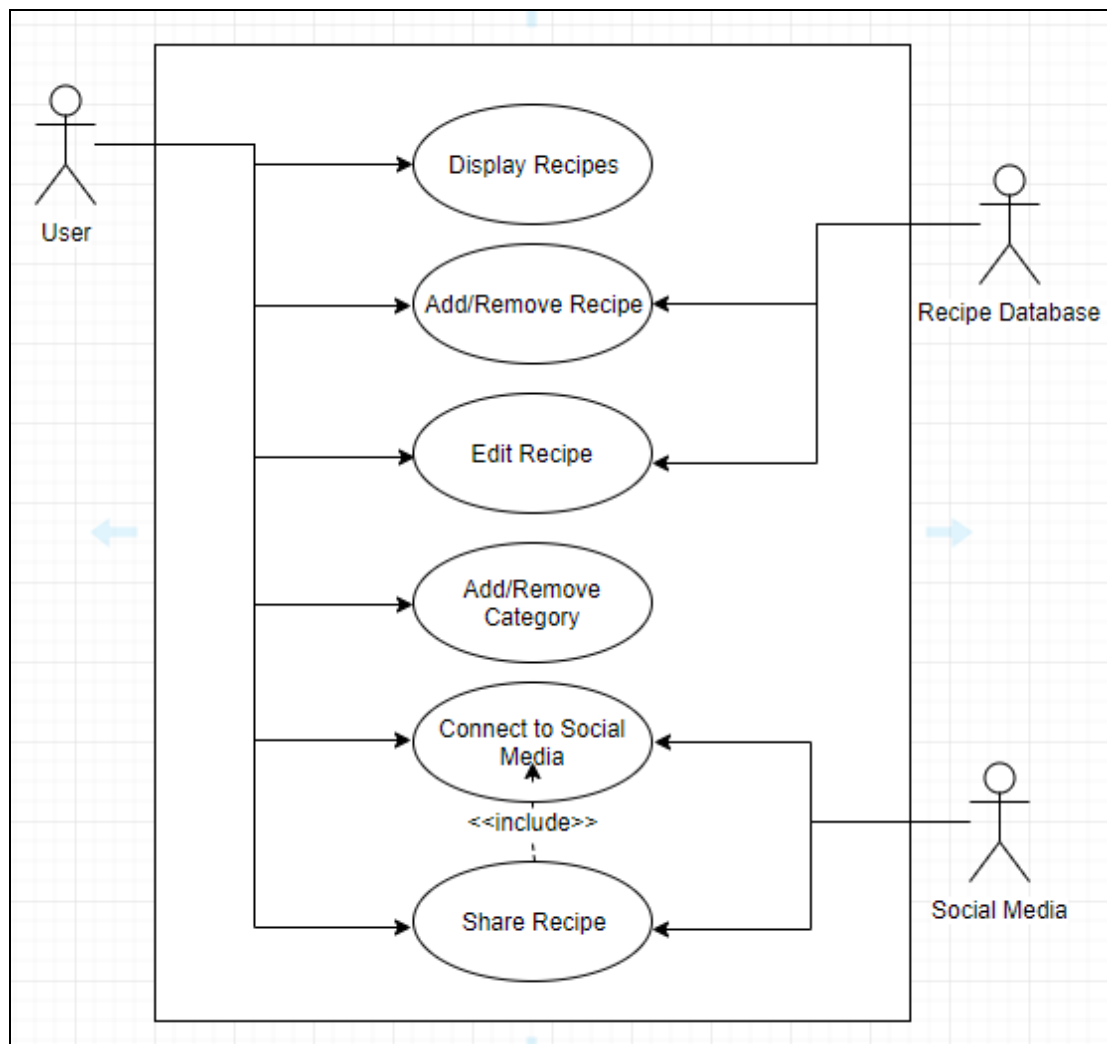 User
Display Recipes
Add/Remove Recipe
Recipe Database
Edit Recipe
Add/Remove
Category
Connect to Social
Media
<<include>>
Share Recipe
Social Media